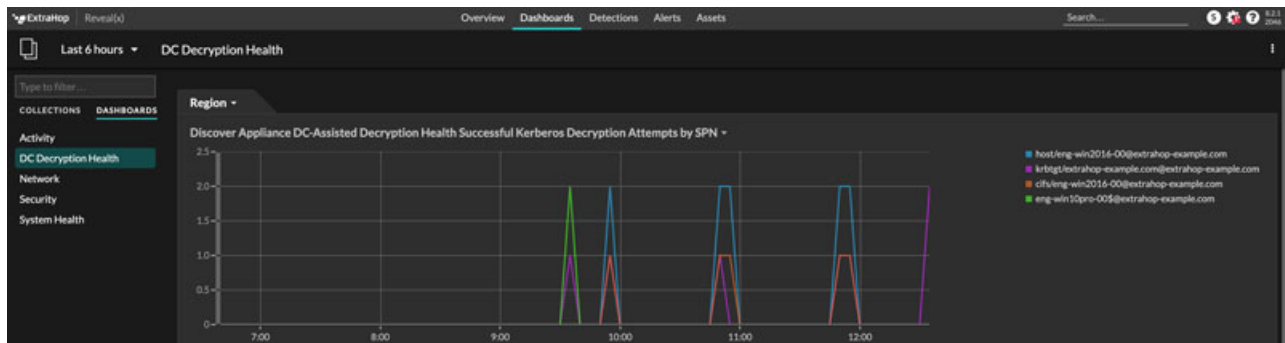 ExtraHop Reveal(x) Overview Dashboards Detections Alerts Assets Search... 8.2.1
2046
Last 6 hours DC Decryption Health
Type to filter...
COLLECTIONS DASHBOARDS
Activity
DC Decryption Health
Network
Security
System Health
Region
Discover Appliance DC-Assisted Decryption Health Successful Kerberos Decryption Attempts by SPN
2.5
2.0
1.5
1.0
0.5
0
7:00 8:00 9:00 10:00 11:00 12:00
host/eng-win2016-00@extrahop-example.com
krbtgt/extrahop-example.com@extrahop-example.com
cifs/eng-win2016-00@extrahop-example.com
eng-win10pro-00$@extrahop-example.com